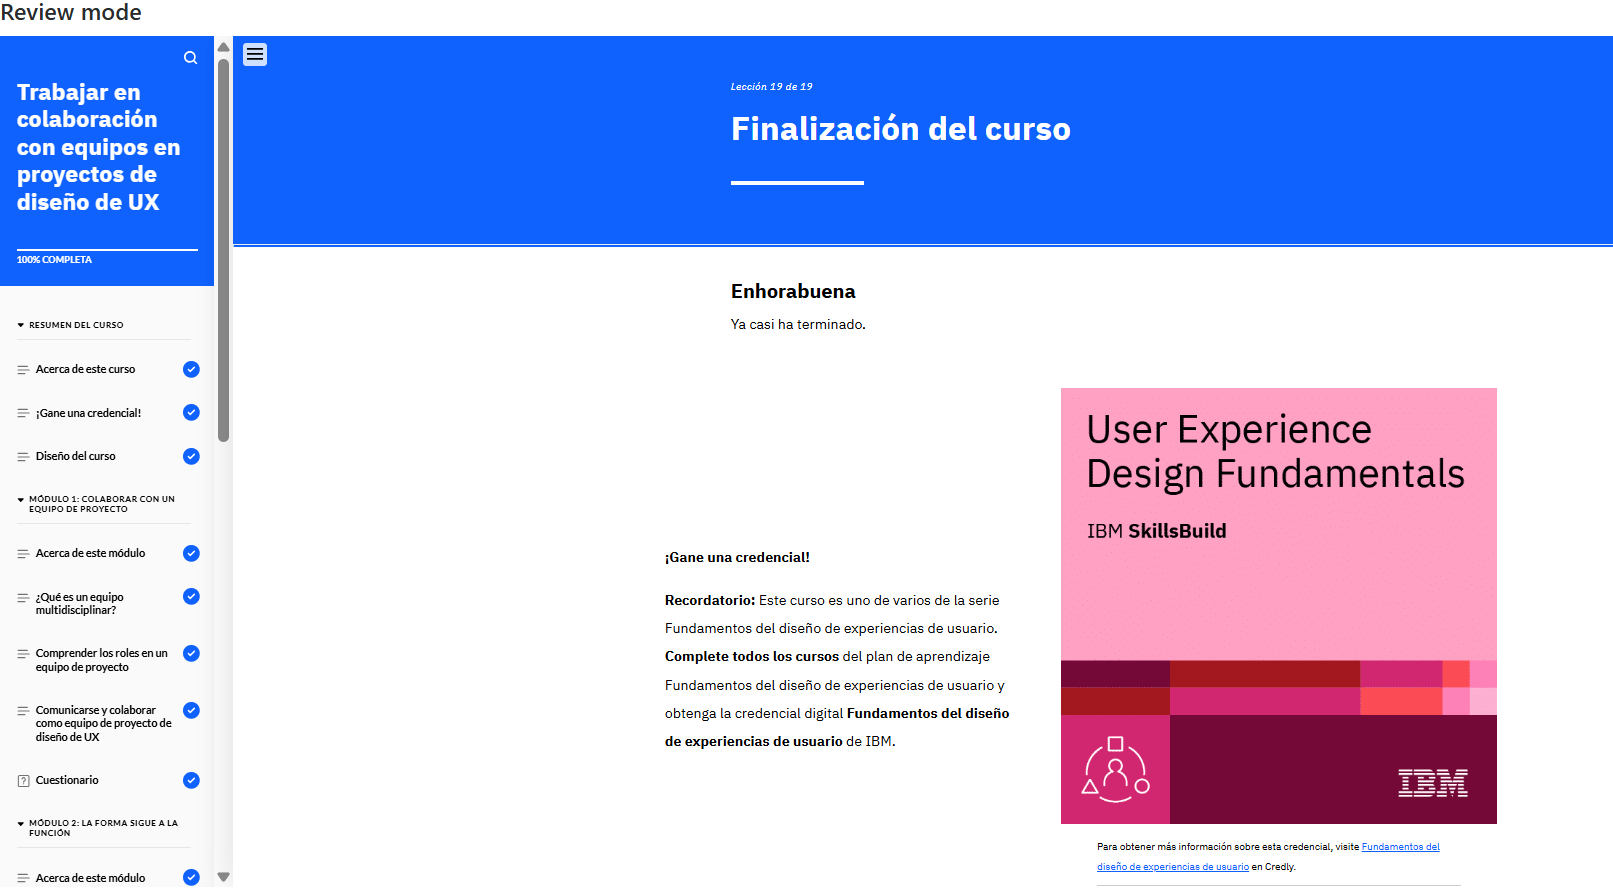 Review mode
Trabajar en
colaboración
con equipos en
proyectos de
diseño de UX
100% COMPLETA
RESUMEN DEL CURSO
Acerca de este curso
¡Gane una credencial!
Diseño del curso
MÓDULO 1: COLABORAR CON UN
EQUIPO DE PROYECTO
Acerca de este módulo
¿Qué es un equipo
multidisciplinar?
Comprender los roles en un
equipo de proyecto
Comunicarse y colaborar
como equipo de proyecto de
diseño de UX
Cuestionario
MÓDULO 2: LA FORMA SIGUE A LA
FUNCIÓN
Acerca de este módulo
Lección 19 de 19
Finalización del curso
Enhorabuena
Ya casi ha terminado.
¡Gane una credencial!
Recordatorio: Este curso es uno de varios de la serie
Fundamentos del diseño de experiencias de usuario.
Complete todos los cursos del plan de aprendizaje
Fundamentos del diseño de experiencias de usuario y
obtenga la credencial digital Fundamentos del diseño
de experiencias de usuario de IBM.
User Experience
Design Fundamentals
IBM SkillsBuild
IBM
Para obtener más información sobre esta credencial, visite Fundamentos del
diseño de experiencias de usuario en Credly.